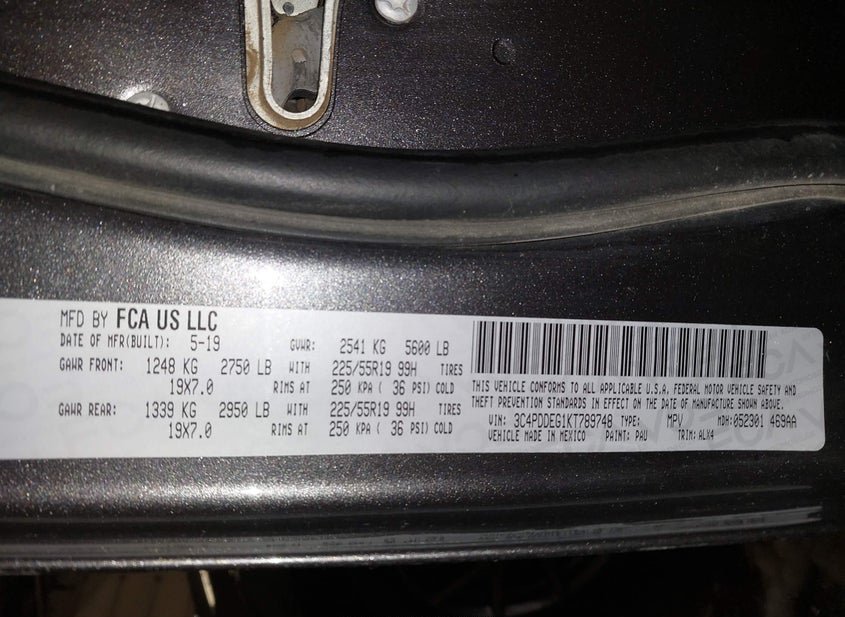 MFD BY FCA US LLC
DATE OF MFR(BUILT): 5-19 GVWR: 2541 KG 5600 LB
GAWR FRONT: 1248 KG 2750 LB WITH 225/55R19 99H TIRES
19X7.0 RIMS AT 250 KPA ( 36 PSI) COLD
GAWR REAR: 1339 KG 2950 LB WITH 225/55R19 99H TIRES
19X7.0 RIMS AT 250 KPA ( 36 PSI) COLD
THIS VEHICLE CONFORMS TO ALL APPLICABLE U.S.A. FEDERAL MOTOR VEHICLE SAFETY AND
THEFT PREVENTION STANDARDS IN EFFECT ON THE DATE OF MANUFACTURE SHOWN ABOVE.
VIN: 3C4PDDEG1KT789748 TYPE: MPV MDH: 052301 469AA
VEHICLE MADE IN MEXICO PAINT: PAU TRIM: ALX4